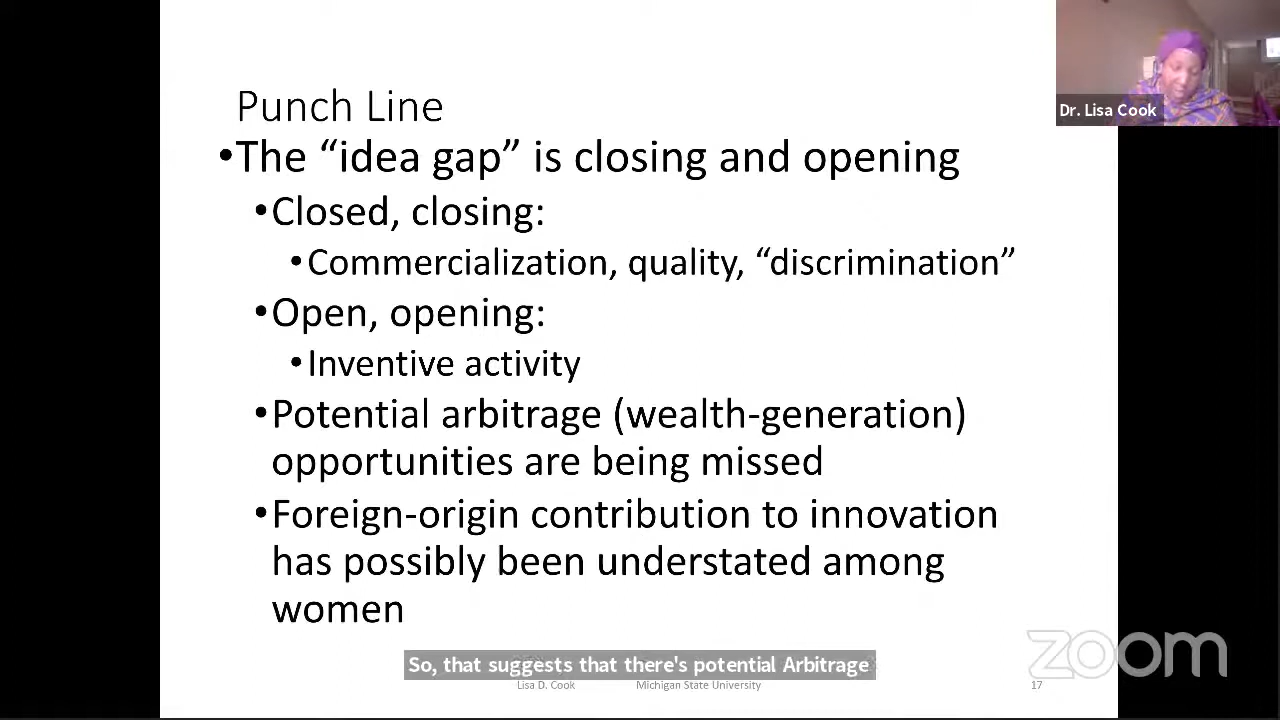 Punch Line
•The “idea gap” is closing and opening
•Closed, closing:
•Commercialization, quality, “discrimination”
•Open, opening:
•Inventive activity
•Potential arbitrage (wealth-generation)
opportunities are being missed
•Foreign-origin contribution to innovation
has possibly been understated among
women
So, that suggests that there's potential Arbitrage
Lisa D. Cook Michigan State University 17
Dr. Lisa Cook
zoom